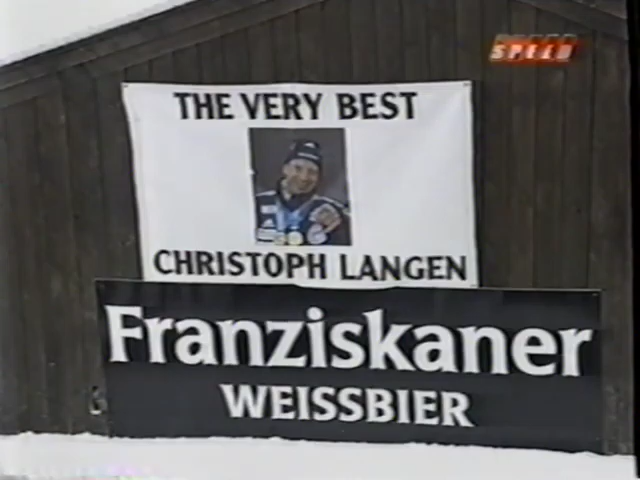 SPEED
THE VERY BEST
CHRISTOPH LANGEN
Franziskaner
WEISSBIER